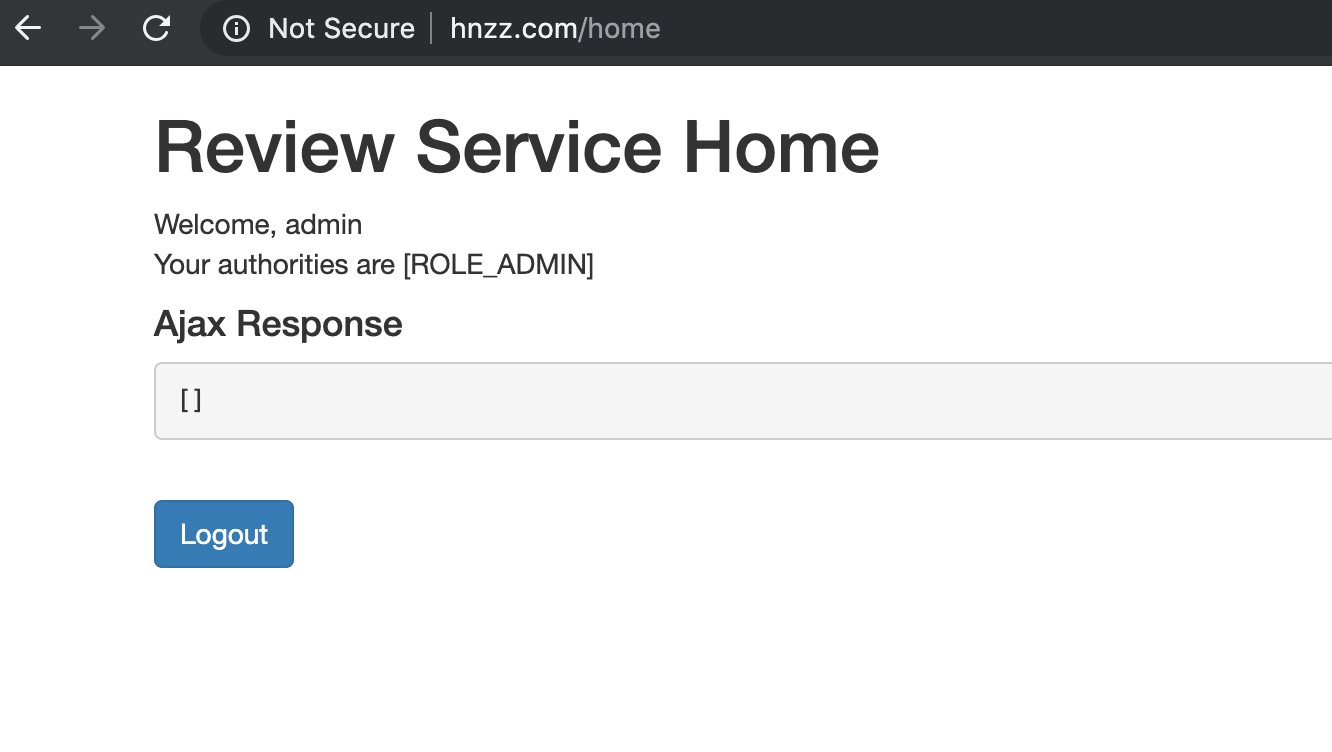 Not Secure | hnzz.com/home
Review Service Home
Welcome, admin
Your authorities are [ROLE_ADMIN]
Ajax Response
[]
Logout